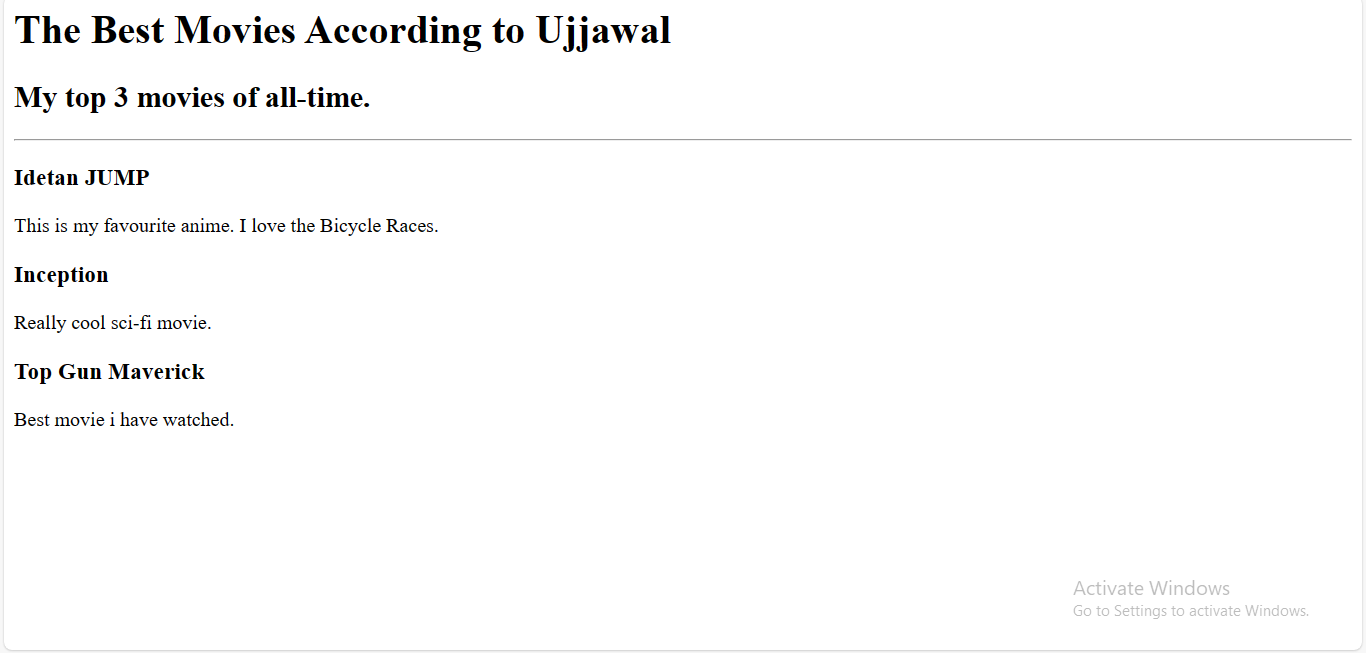 The Best Movies According to Ujjawal
My top 3 movies of all-time.
Idetan JUMP
This is my favourite anime. I love the Bicycle Races.
Inception
Really cool sci-fi movie.
Top Gun Maverick
Best movie i have watched.
Activate Windows
Go to Settings to activate Windows.